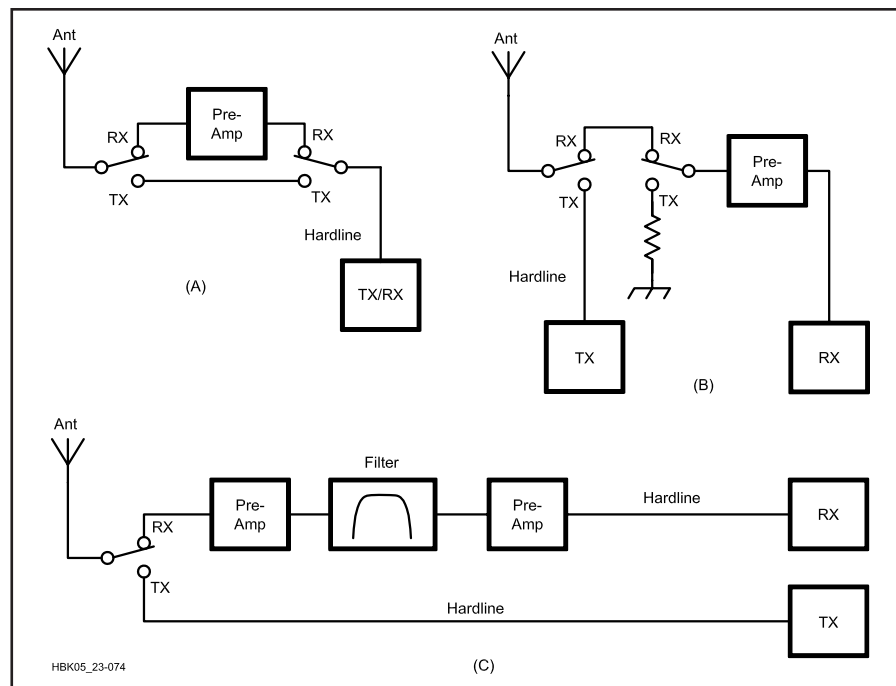 Ant
Pre-
Amp
RX
RX
TX
TX
Hardline
TX/RX
(A)
Ant
RX
RX
Pre-
Amp
TX
TX
Hardline
TX
RX
(B)
Ant
Filter
Pre-
Amp
Pre-
Amp
Hardline
RX
RX
TX
Hardline
TX
HBK05_23-074
(C)